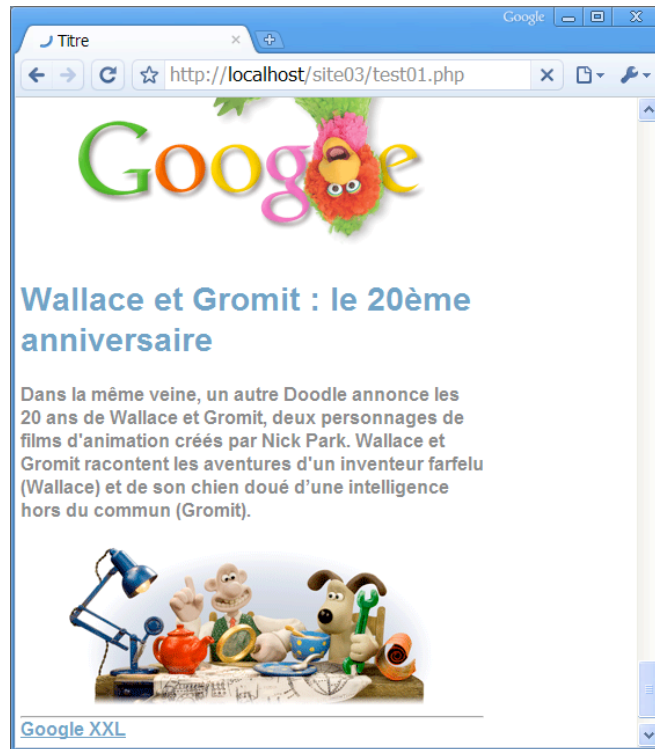 Google
Titre
http://localhost/site03/test01.php
Google
Wallace et Gromit : le 20ème
anniversaire
Dans la même veine, un autre Doodle annonce les
20 ans de Wallace et Gromit, deux personnages de
films d'animation créés par Nick Park. Wallace et
Gromit racontent les aventures d'un inventeur farfelu
(Wallace) et de son chien doué d’une intelligence
hors du commun (Gromit).
Google XXL